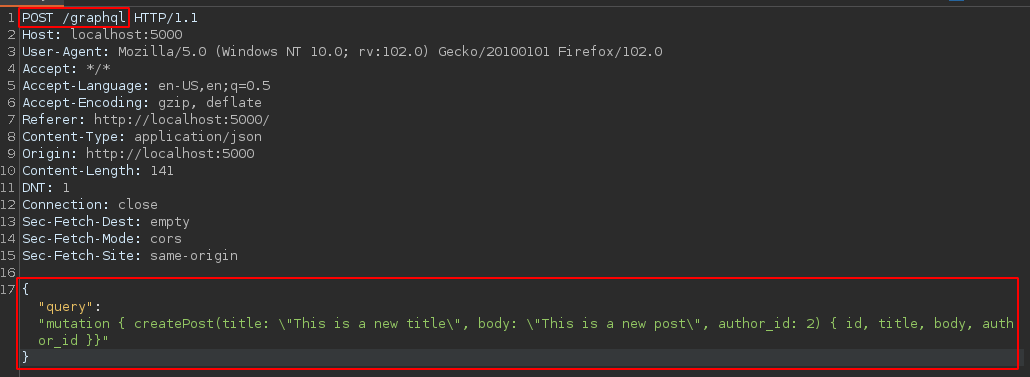 1 POST /graphql HTTP/1.1
2 Host: localhost:5000
3 User-Agent: Mozilla/5.0 (Windows NT 10.0; rv:102.0) Gecko/20100101 Firefox/102.0
4 Accept: */*
5 Accept-Language: en-US,en;q=0.5
6 Accept-Encoding: gzip, deflate
7 Referer: http://localhost:5000/
8 Content-Type: application/json
9 Origin: http://localhost:5000
10 Content-Length: 141
11 DNT: 1
12 Connection: close
13 Sec-Fetch-Dest: empty
14 Sec-Fetch-Mode: cors
15 Sec-Fetch-Site: same-origin
16
17 {
"query":
"mutation { createPost(title: \"This is a new title\", body: \"This is a new post\", author_id: 2) { id, title, body, auth
or_id }}"
}